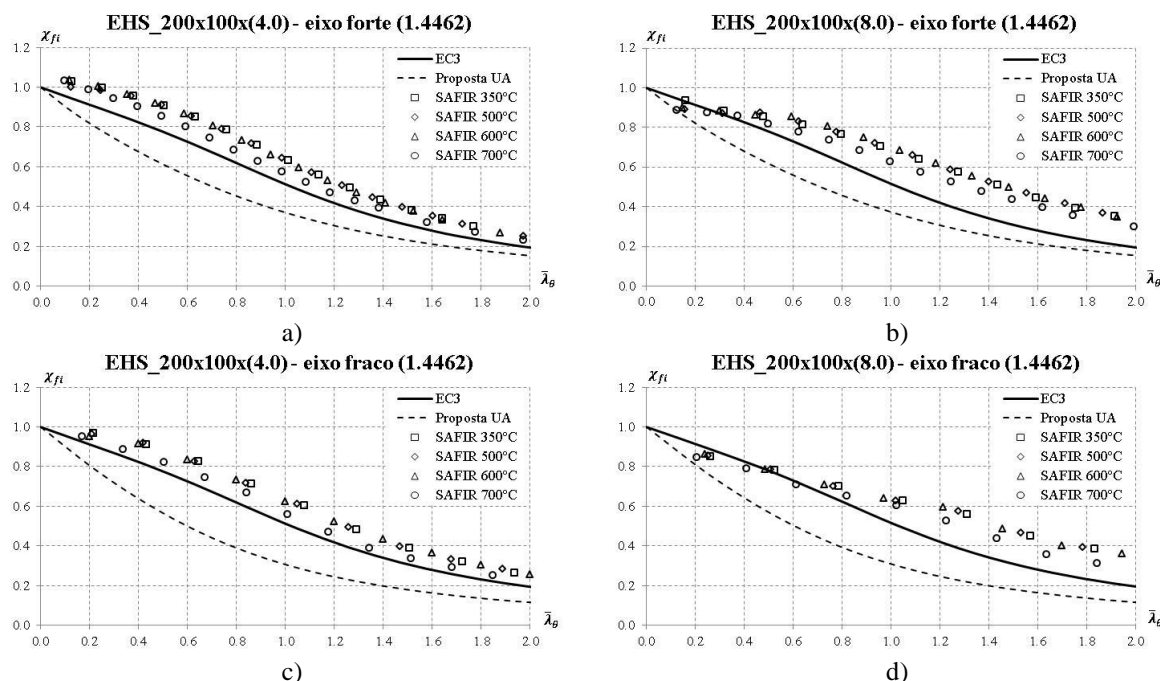 EHS_200x100x(4.0) - eixo forte (1.4462)
χfi
1.2
1.0
0.8
0.6
0.4
0.2
0.0
0.0 0.2 0.4 0.6 0.8 1.0 1.2 1.4 1.6 1.8 2.0
λ̅θ
EC3
Proposta UA
SAFIR 350°C
SAFIR 500°C
SAFIR 600°C
SAFIR 700°C
a)
EHS_200x100x(8.0) - eixo forte (1.4462)
χfi
1.2
1.0
0.8
0.6
0.4
0.2
0.0
0.0 0.2 0.4 0.6 0.8 1.0 1.2 1.4 1.6 1.8 2.0
λ̅θ
EC3
Proposta UA
SAFIR 350°C
SAFIR 500°C
SAFIR 600°C
SAFIR 700°C
b)
EHS_200x100x(4.0) - eixo fraco (1.4462)
χfi
1.2
1.0
0.8
0.6
0.4
0.2
0.0
0.0 0.2 0.4 0.6 0.8 1.0 1.2 1.4 1.6 1.8 2.0
λ̅θ
EC3
Proposta UA
SAFIR 350°C
SAFIR 500°C
SAFIR 600°C
SAFIR 700°C
c)
EHS_200x100x(8.0) - eixo fraco (1.4462)
χfi
1.2
1.0
0.8
0.6
0.4
0.2
0.0
0.0 0.2 0.4 0.6 0.8 1.0 1.2 1.4 1.6 1.8 2.0
λ̅θ
EC3
Proposta UA
SAFIR 350°C
SAFIR 500°C
SAFIR 600°C
SAFIR 700°C
d)